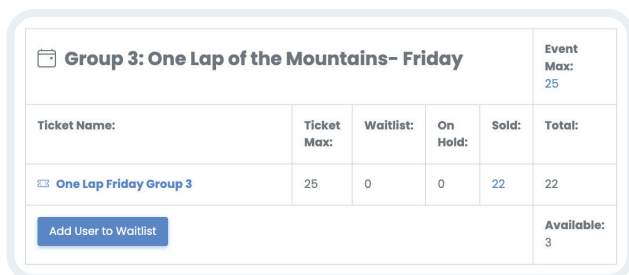 Group 3: One Lap of the Mountains- Friday
Event
Max:
25
Ticket Name:
Ticket
Max:
Waitlist:
On
Hold:
Sold:
Total:
One Lap Friday Group 3
25
0
0
22
22
Add User to Waitlist
Available:
3